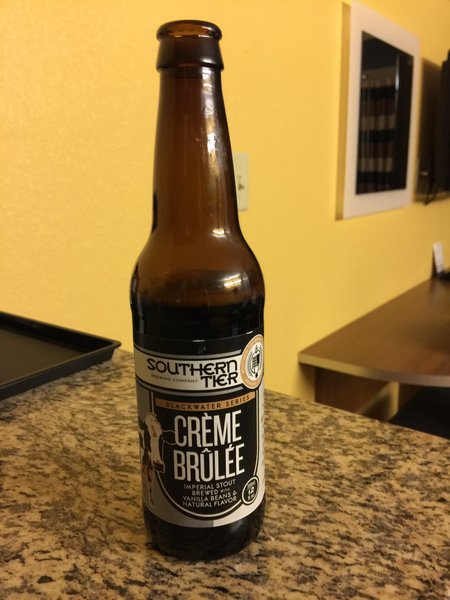 SOUTHERN
TIER
BREWING COMPANY
BLACKWATER SERIES
CRÈME
BRÛLÉE
IMPERIAL STOUT
BREWED with
VANILLA BEANS &
NATURAL FLAVOR